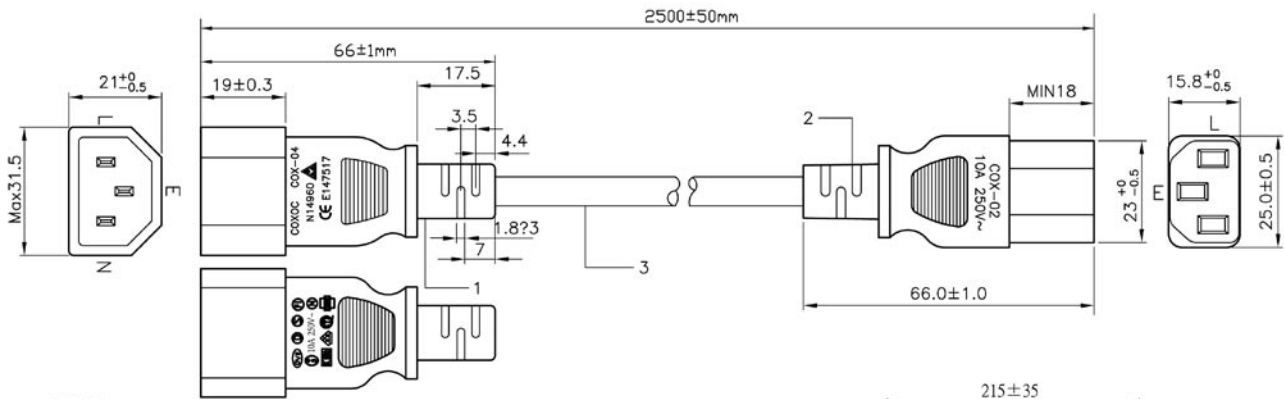 2500±50mm
66±1mm
21 +0 -0.5
19±0.3
17.5
3.5
4.4
MIN18
15.8 +0 -0.5
Max31.5
L
E
N
COXOC COX-04
N14960
CE E147517
1.8?3
7
1
2
3
COX-02
10A 250V~
23 +0 -0.5
L
E
25.0±0.5
66.0±1.0
10A 250V~
215±35